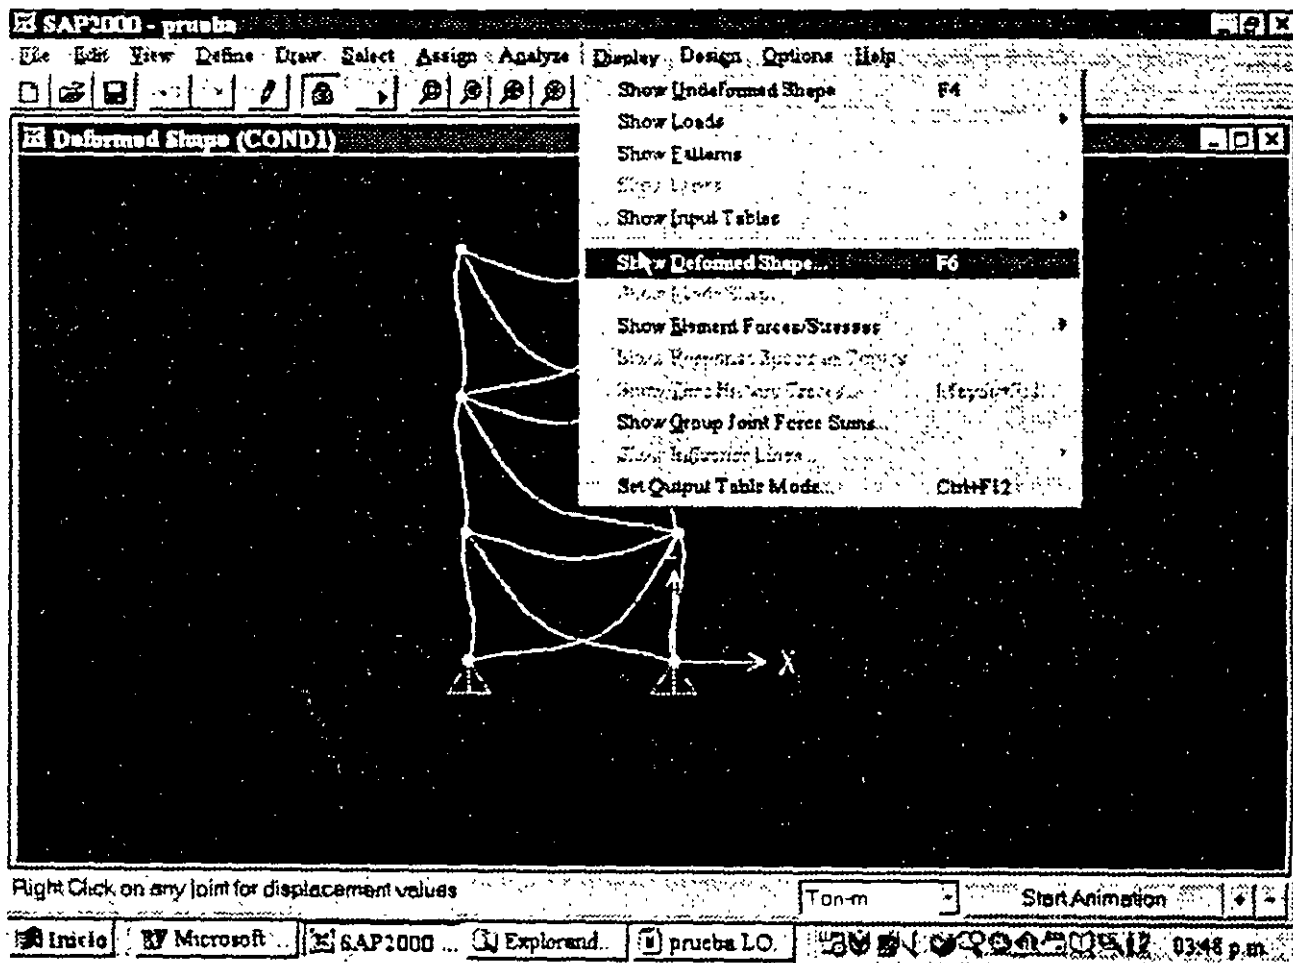 SAP2000 - prueba
File Edit View Define Draw Select Assign Analyze Display Design Options Help
Show Undeformed Shape F4
Show Loads
Show Patterns
Show Input Tables
Show Deformed Shape... F6
Show Element Forces/Stresses
Show Group Joint Force Sums...
Set Output Table Mode... Ctrl+F12
Deformed Shape (COND1)
X
Right Click on any joint for displacement values
Ton-m
Start Animation
Inicio
Microsoft ...
SAP2000 ...
Explorand..
prueba LO.
03:48 p.m.